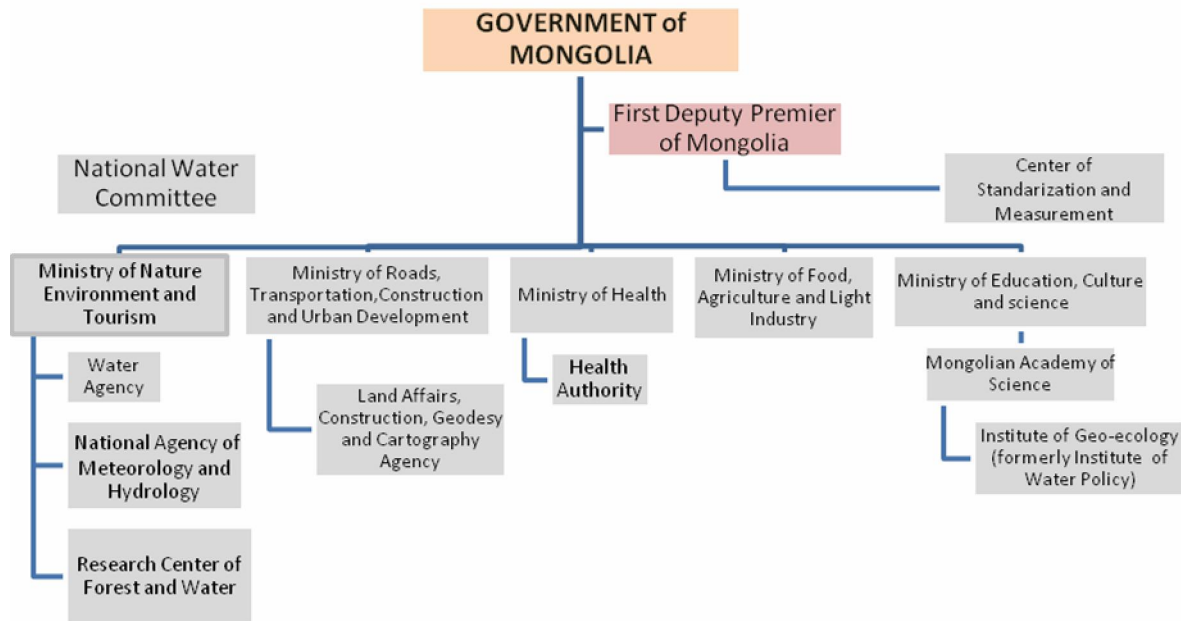 GOVERNMENT of
MONGOLIA
First Deputy Premier
of Mongolia
National Water
Committee
Center of
Standarization and
Measurement
Ministry of Nature
Environment and
Tourism
Ministry of Roads,
Transportation,Construction
and Urban Development
Ministry of Health
Ministry of Food,
Agriculture and Light
Industry
Ministry of Education, Culture
and science
Water
Agency
National Agency of
Meteorology and
Hydrology
Research Center of
Forest and Water
Land Affairs,
Construction, Geodesy
and Cartography
Agency
Health
Authority
Mongolian Academy of
Science
Institute of Geo-ecology
(formerly Institute of
Water Policy)